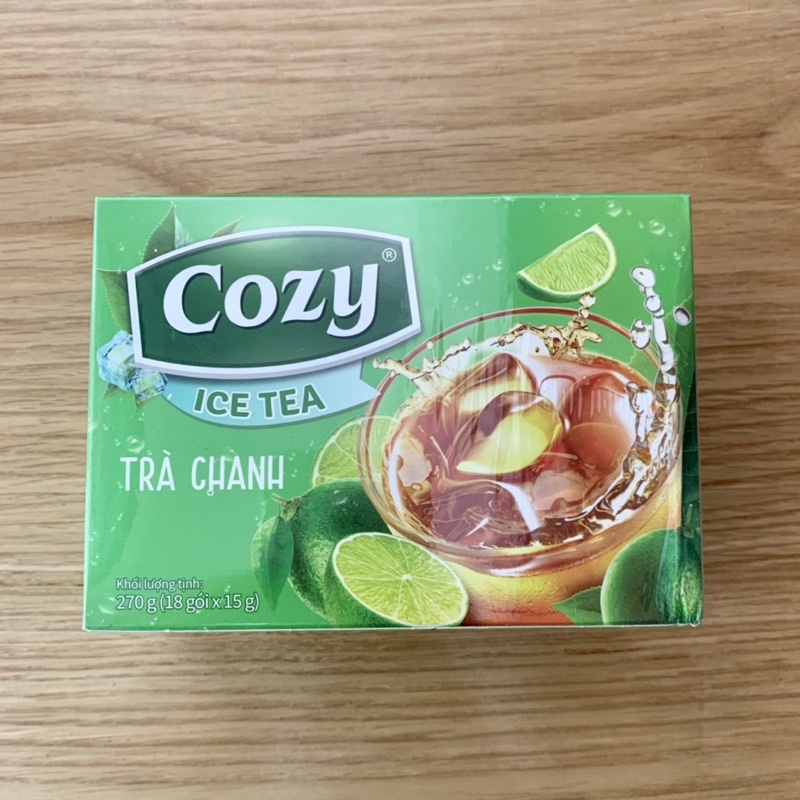 Cozy®
ICE TEA
TRÀ CHANH
Khối lượng tịnh:
270 g (18 gói x 15 g)